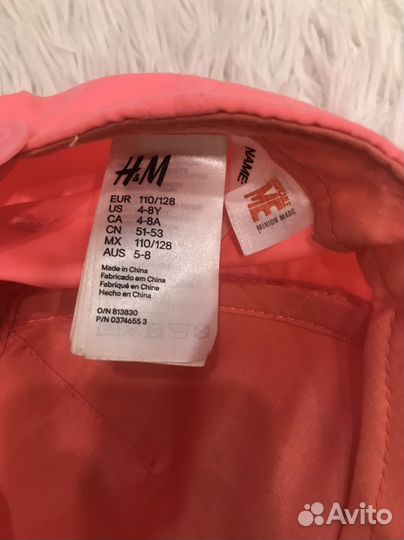 H&M
EUR 110/128
US 4-8Y
CA 4-8A
CN 51-53
MX 110/128
AUS 5-8
Made in China
Fabricado em China
Fabriqué en Chine
Hecho en China
O/N 813830
P/N 0374655 3
NAME:
ME
MINION MADE
Avito